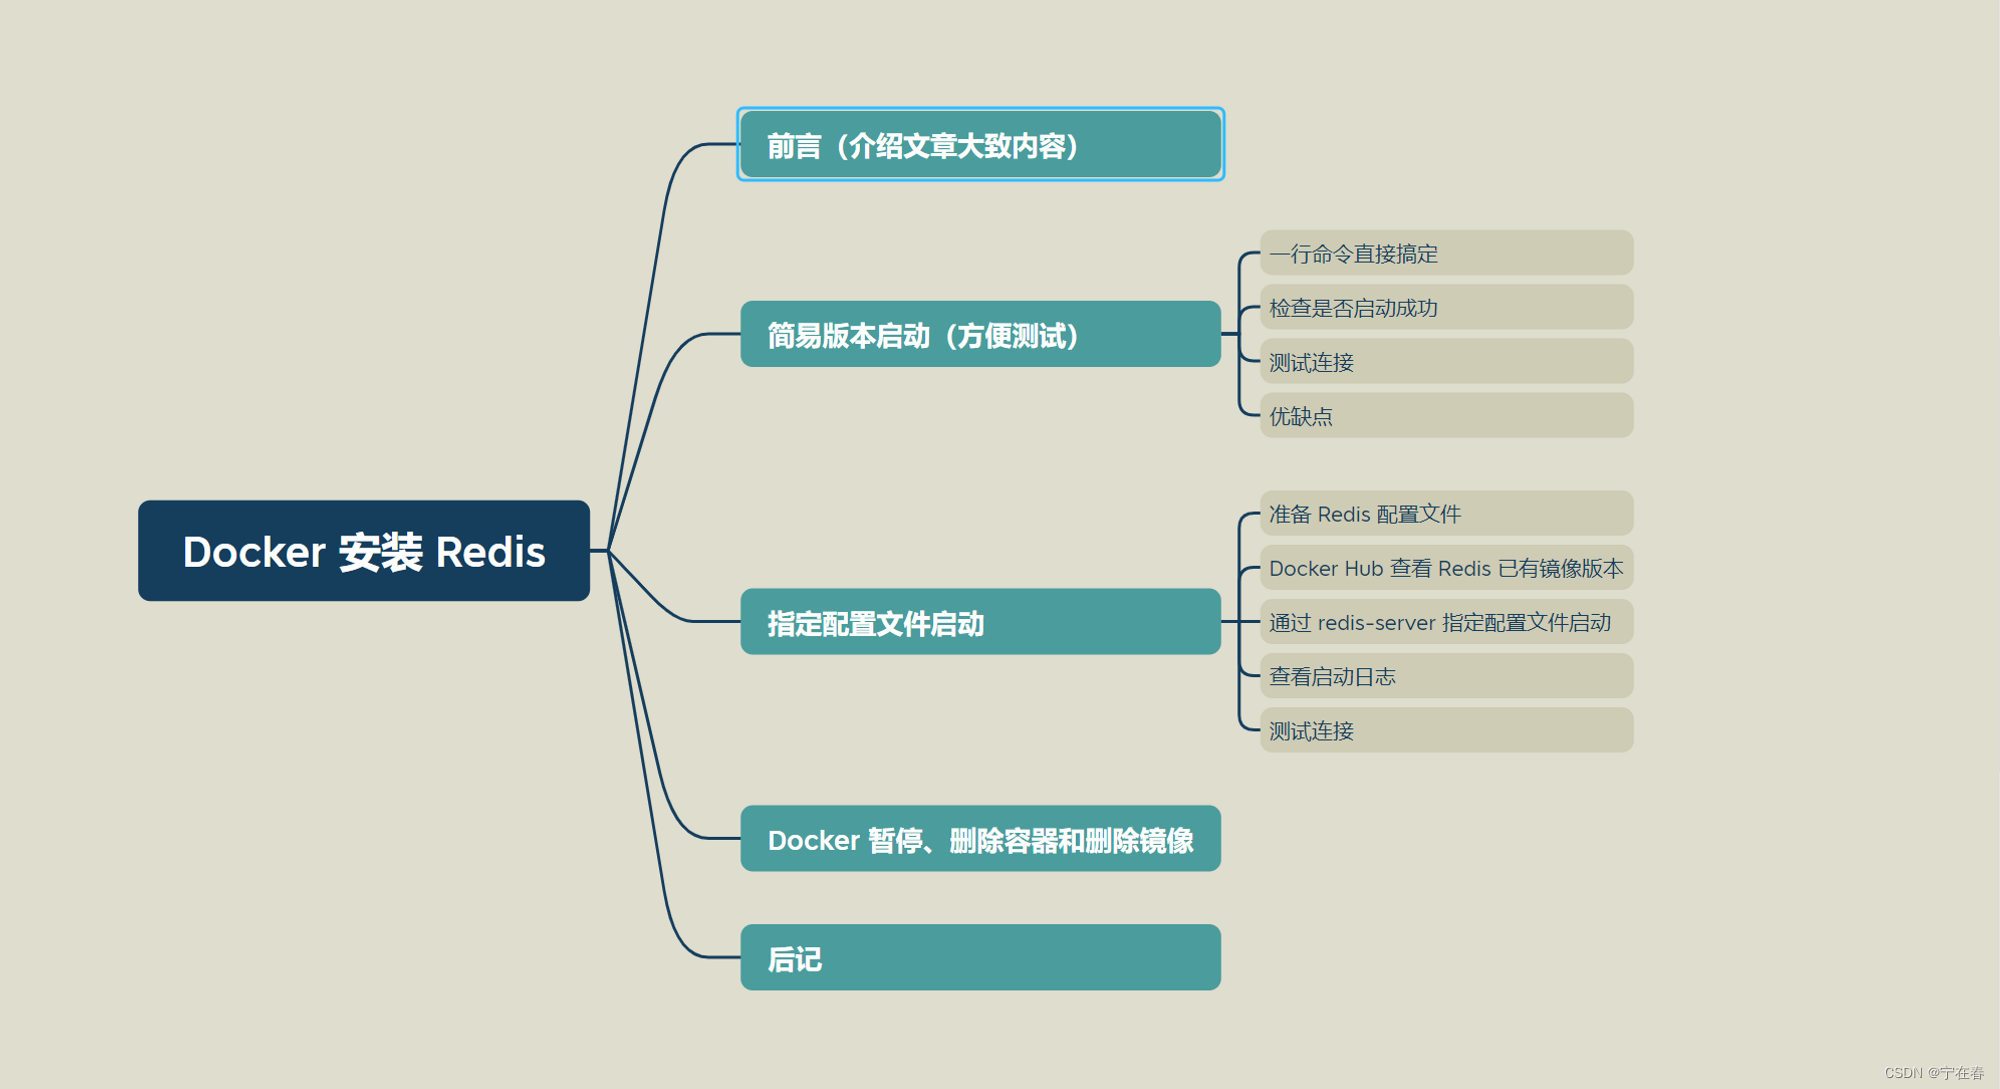 Docker 安装 Redis
前言（介绍文章大致内容）
简易版本启动（方便测试）
一行命令直接搞定
检查是否启动成功
测试连接
优缺点
指定配置文件启动
准备 Redis 配置文件
Docker Hub 查看 Redis 已有镜像版本
通过 redis-server 指定配置文件启动
查看启动日志
测试连接
Docker 暂停、删除容器和删除镜像
后记
CSDN @宁在春